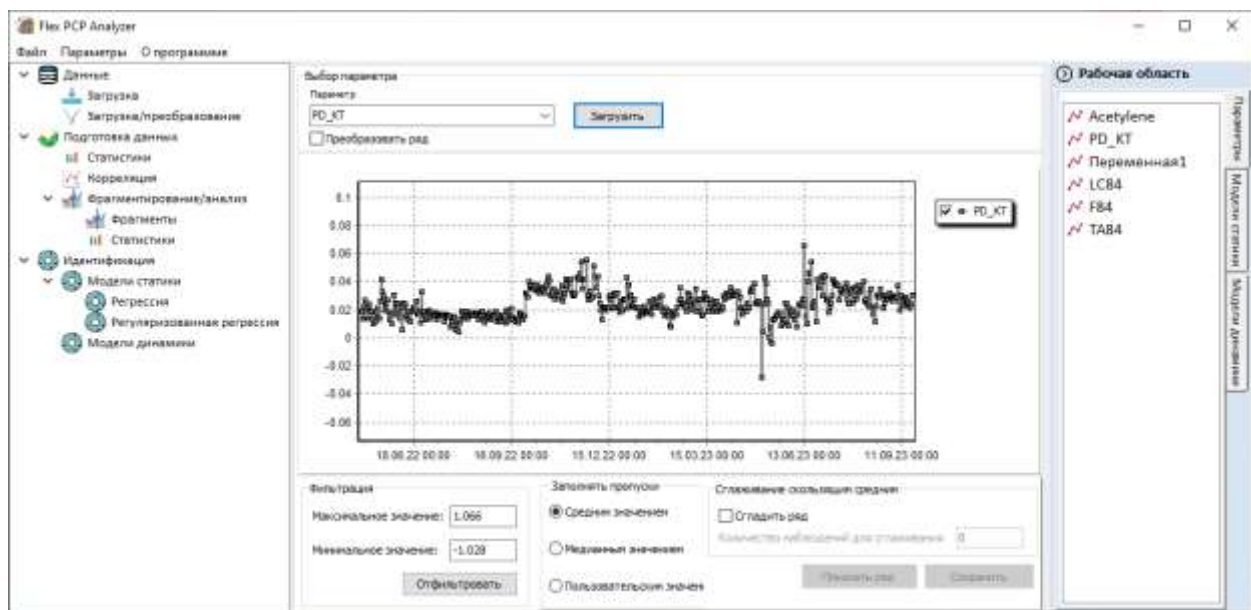 Flex PCP Analyzer
Файл Параметры О программе
Данные
Загрузка
Загрузка/преобразование
Подготовка данных
Статистики
Корреляция
Фрагментирование/анализ
Фрагменты
Статистики
Идентификация
Модели статики
Регрессия
Регуляризованная регрессия
Модели динамики
Выбор параметра
Параметр
PD_KT
Загрузить
Преобразовать ряд
0.1
0.08
0.06
0.04
0.02
0
-0.02
-0.04
-0.06
18.06.22 00:00 16.09.22 00:00 15.12.22 00:00 15.03.23 00:00 13.06.23 00:00 11.09.23 00:00
PD_KT
Фильтрация
Максимальное значение: 1.066
Минимальное значение: -1.028
Отфильтровать
Заполнять пропуски
Средним значением
Медианным значением
Пользовательским значен
Сглаживание скользящим средним
Сгладить ряд
Количество наблюдений для сглаживания: 0
Показать ряд Сохранить
Рабочая область
Acetylene
PD_KT
Переменная1
LC84
F84
TA84
Параметры
Модели статики
Модели динамики